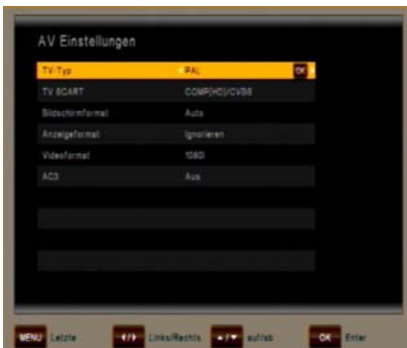 AV Einstellungen
TV-Typ PAL OK
TV SCART COMP(HD)/CVBS
Bildschirmformat Auto
Anzeigeformat Ignorieren
Videoformat 1080i
AC3 Aus
MENU Letzte Links/Rechts auf/ab OK Enter